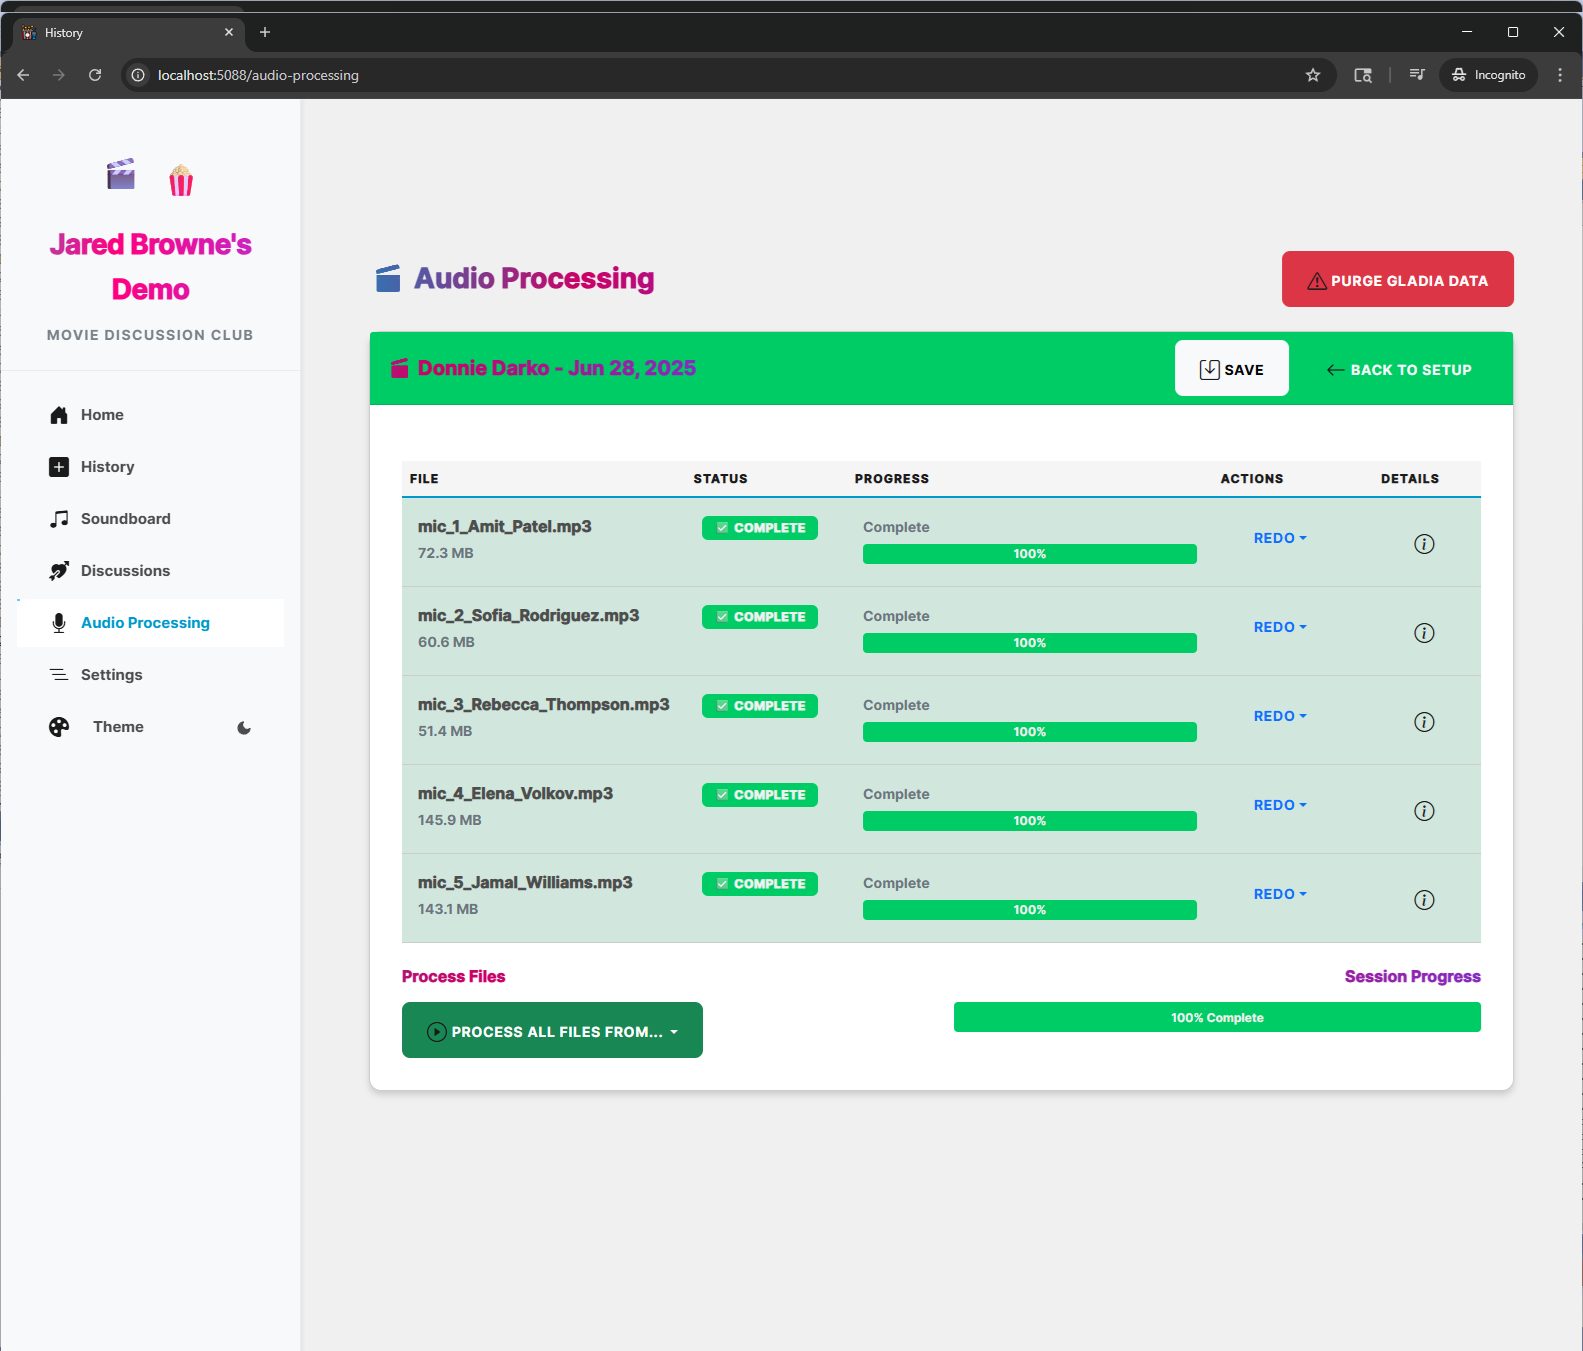 History
localhost:5088/audio-processing
Incognito
Jared Browne's
Demo
MOVIE DISCUSSION CLUB
Home
History
Soundboard
Discussions
Audio Processing
Settings
Theme
Audio Processing
PURGE GLADIA DATA
Donnie Darko - Jun 28, 2025
SAVE
BACK TO SETUP
FILE STATUS PROGRESS ACTIONS DETAILS
mic_1_Amit_Patel.mp3 COMPLETE Complete REDO
72.3 MB 100%
mic_2_Sofia_Rodriguez.mp3 COMPLETE Complete REDO
60.6 MB 100%
mic_3_Rebecca_Thompson.mp3 COMPLETE Complete REDO
51.4 MB 100%
mic_4_Elena_Volkov.mp3 COMPLETE Complete REDO
145.9 MB 100%
mic_5_Jamal_Williams.mp3 COMPLETE Complete REDO
143.1 MB 100%
Process Files
Session Progress
PROCESS ALL FILES FROM...
100% Complete